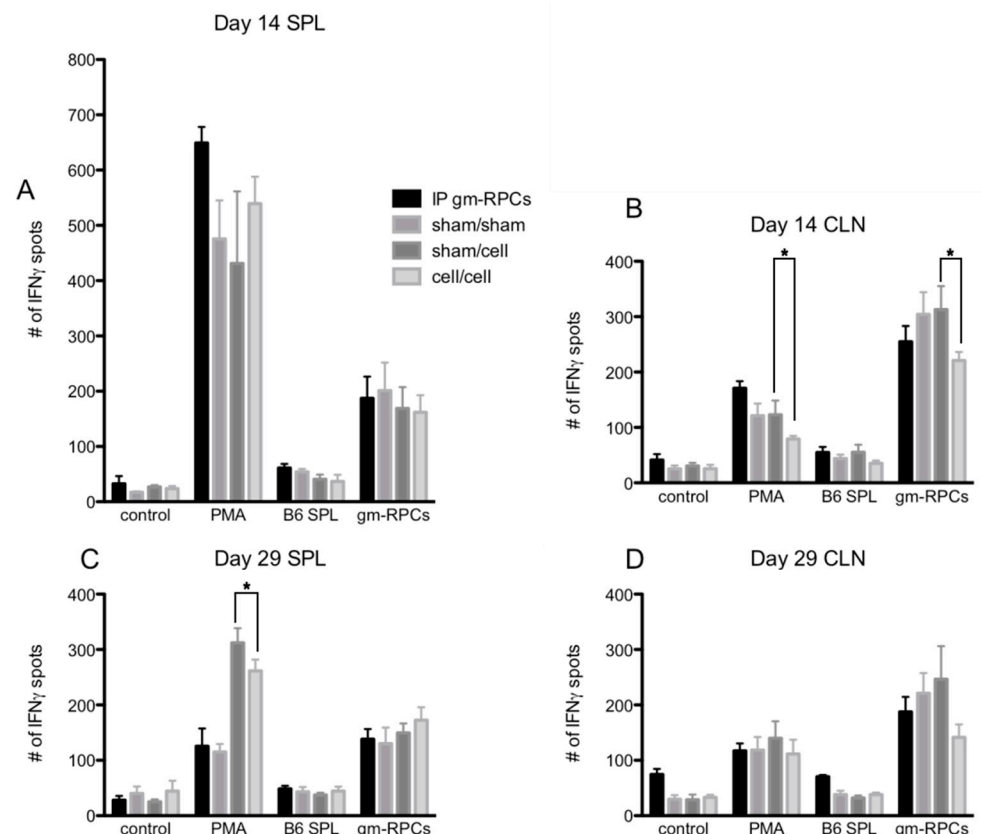 Day 14 SPL
A
# of IFNγ spots
800
700
600
500
400
300
200
100
0
control PMA B6 SPL gm-RPCs
IP gm-RPCs
sham/sham
sham/cell
cell/cell
B
Day 14 CLN
# of IFNγ spots
400
300
200
100
0
* *
control PMA B6 SPL gm-RPCs
C
Day 29 SPL
# of IFNγ spots
400
300
200
100
0
*
control PMA B6 SPL gm-RPCs
D
Day 29 CLN
# of IFNγ spots
400
300
200
100
0
control PMA B6 SPL gm-RPCs